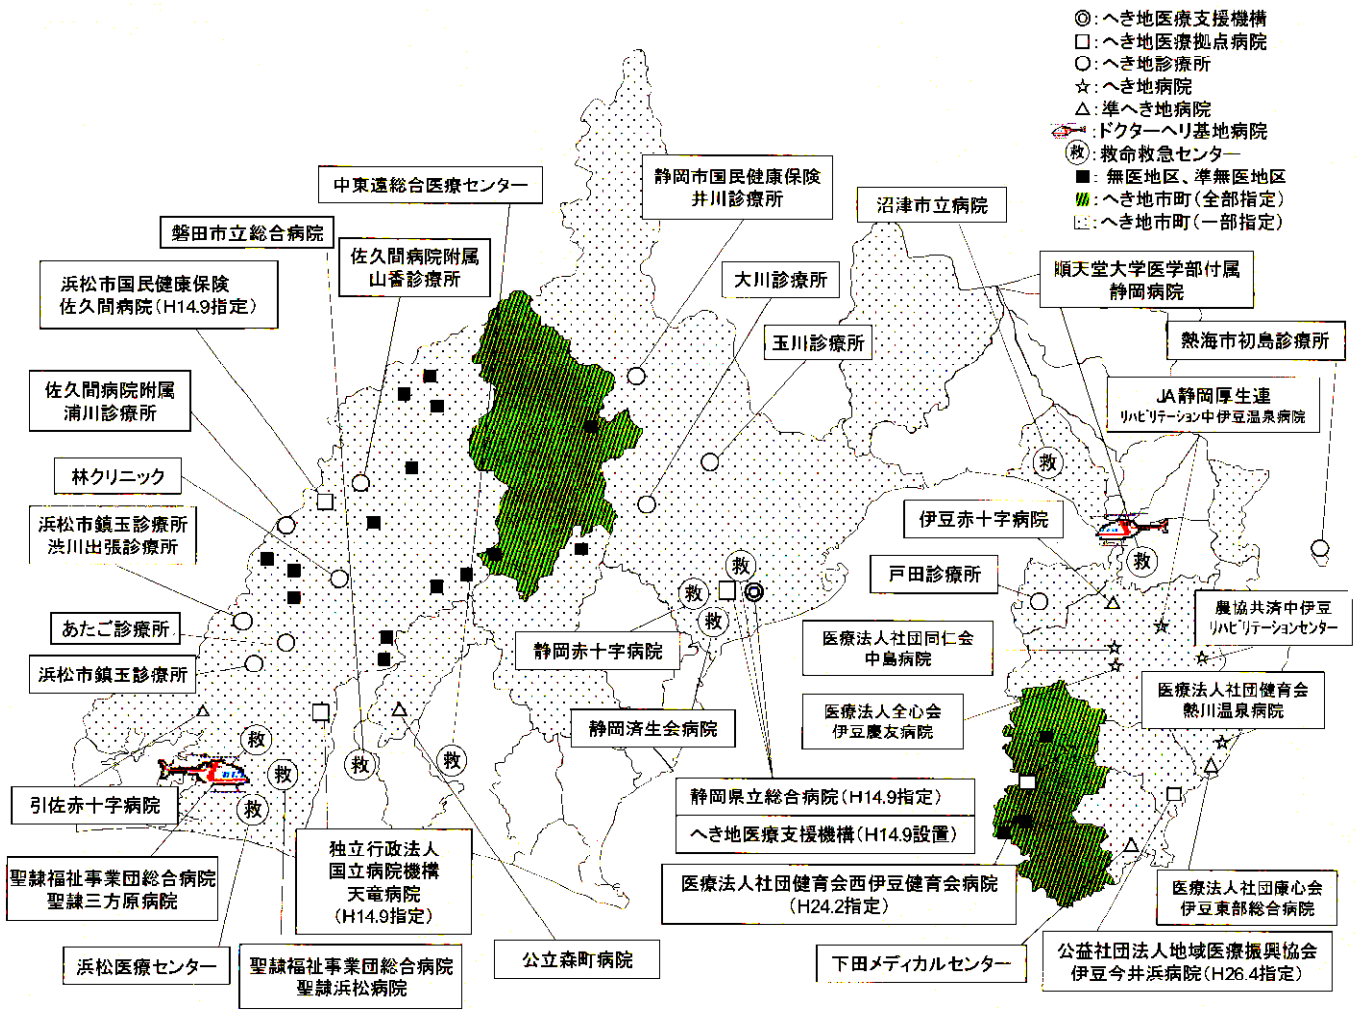 ◎：へき地医療支援機構
□：へき地医療拠点病院
○：へき地診療所
☆：へき地病院
△：準へき地病院
：ドクターヘリ基地病院
救：救命救急センター
■：無医地区、準無医地区
：へき地市町(全部指定)
：へき地市町(一部指定)
中東遠総合医療センター
静岡市国民健康保険
井川診療所
沼津市立病院
磐田市立総合病院
佐久間病院附属
山香診療所
浜松市国民健康保険
佐久間病院(H14.9指定)
大川診療所
順天堂大学医学部付属
静岡病院
玉川診療所
熱海市初島診療所
佐久間病院附属
浦川診療所
JA静岡厚生連
リハビリテーション中伊豆温泉病院
林クリニック
救
浜松市鎮玉診療所
渋川出張診療所
伊豆赤十字病院
救
救
戸田診療所
救
救
農協共済中伊豆
リハビリテーションセンター
あたご診療所
静岡赤十字病院
医療法人社団同仁会
中島病院
浜松市鎮玉診療所
医療法人社団健育会
熱川温泉病院
静岡済生会病院
医療法人全心会
伊豆慶友病院
救
救
救
救
救
引佐赤十字病院
静岡県立総合病院(H14.9指定)
へき地医療支援機構(H14.9設置)
独立行政法人
国立病院機構
天竜病院
(H14.9指定)
聖隷福祉事業団総合病院
聖隷三方原病院
医療法人社団健育会西伊豆健育会病院
(H24.2指定)
医療法人社団康心会
伊豆東部総合病院
浜松医療センター
聖隷福祉事業団総合病院
聖隷浜松病院
公立森町病院
下田メディカルセンター
公益社団法人地域医療振興協会
伊豆今井浜病院(H26.4指定)